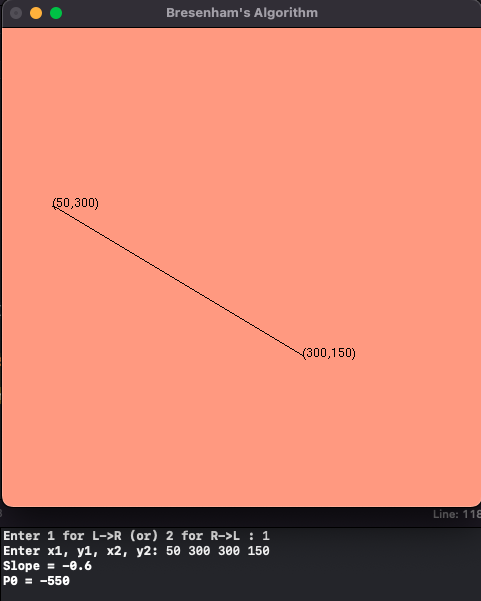 Bresenham's Algorithm
(50,300)
(300,150)
Line: 118
Enter 1 for L->R (or) 2 for R->L : 1
Enter x1, y1, x2, y2: 50 300 300 150
Slope = -0.6
P0 = -550